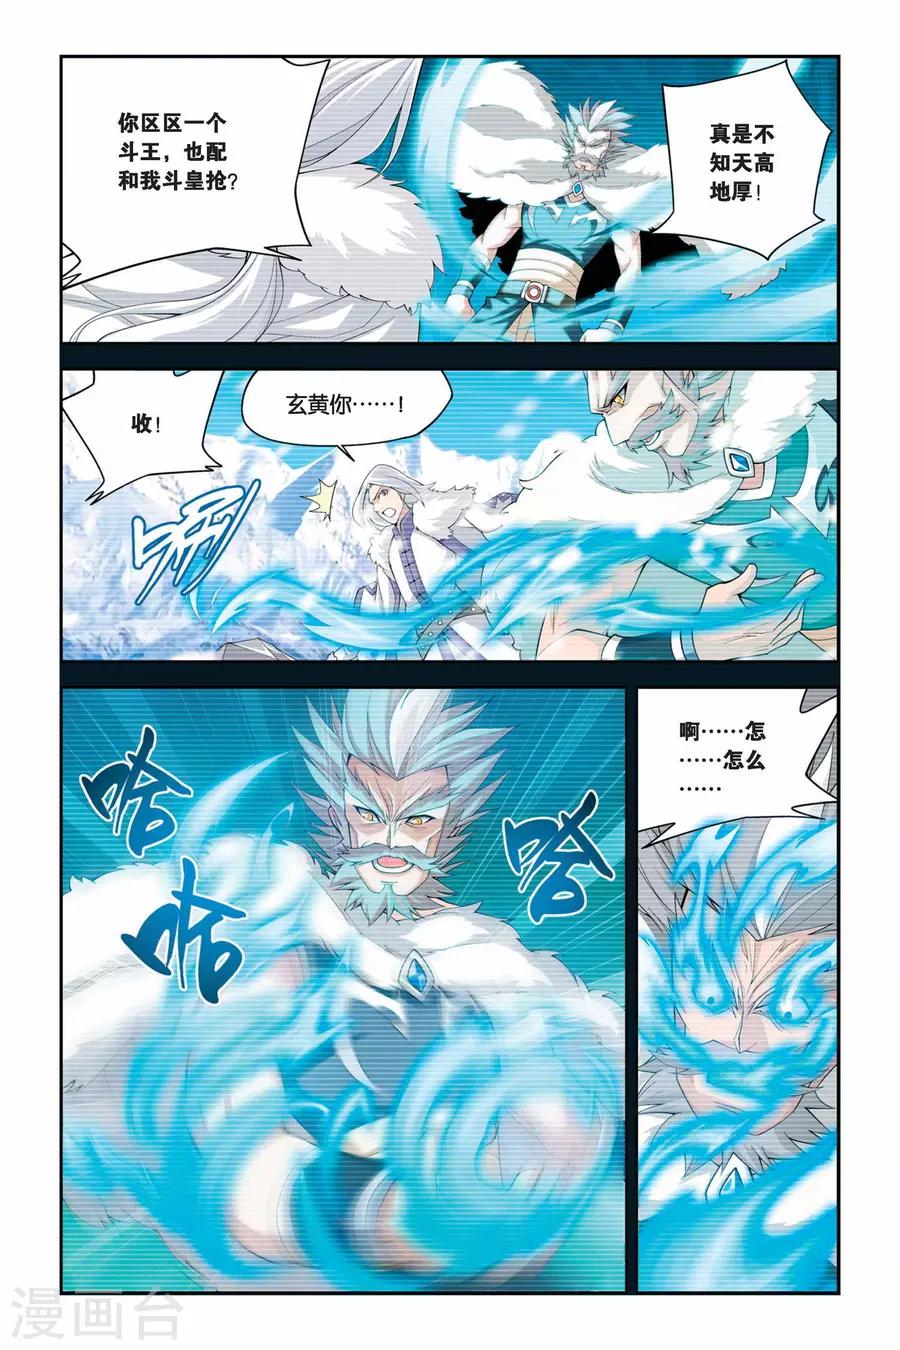 你区区一个
斗王，也配
和我斗皇抢？
真是不
知天高
地厚！
收！
玄黄你……！
唰
哈
哈
哈
啊……怎
……怎么
……
漫画台